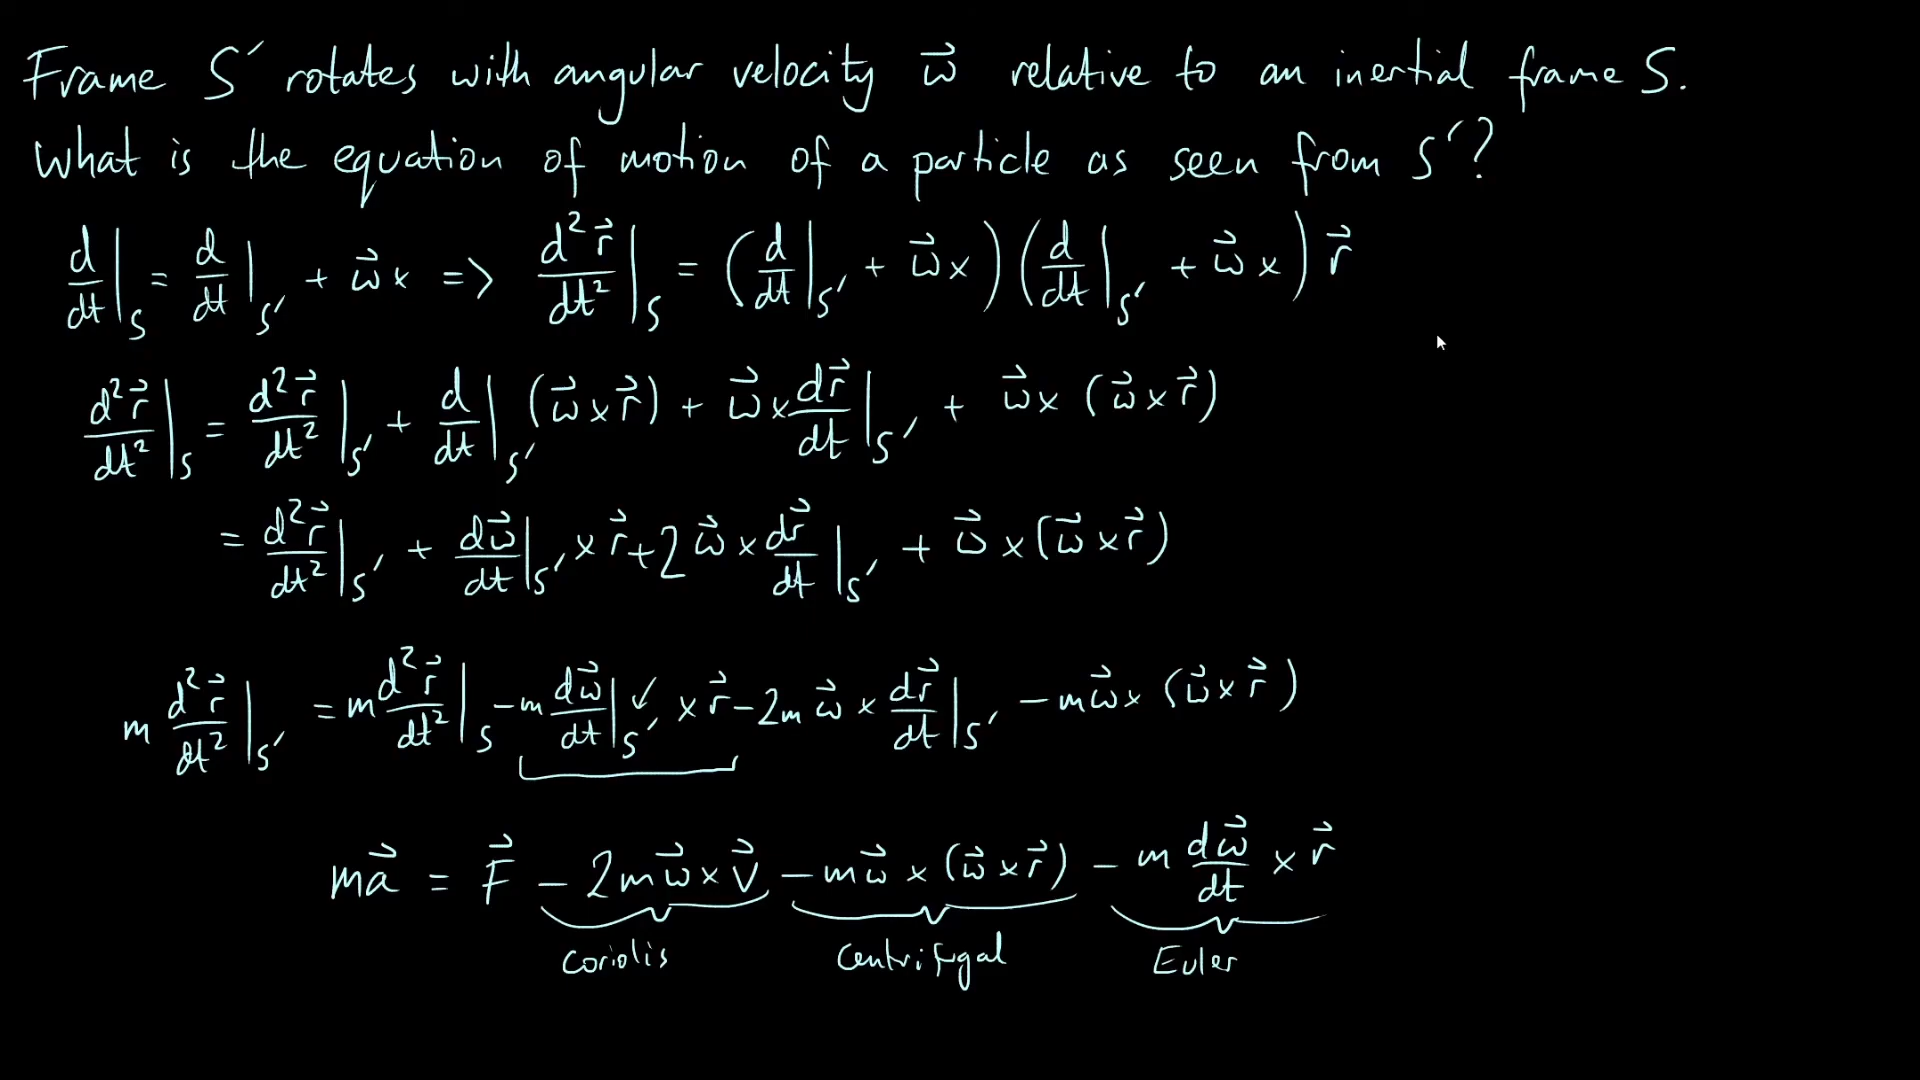 Frame S′ rotates with angular velocity ω⃗ relative to an inertial frame S.
What is the equation of motion of a particle as seen from S′?
d/dt|_S = d/dt|_S′ + ω⃗ × => d²r⃗/dt²|_S = (d/dt|_S′ + ω⃗ ×)(d/dt|_S′ + ω⃗ ×) r⃗
d²r⃗/dt²|_S = d²r⃗/dt²|_S′ + d/dt|_S′ (ω⃗ × r⃗) + ω⃗ × dr⃗/dt|_S′ + ω⃗ × (ω⃗ × r⃗)
= d²r⃗/dt²|_S′ + dω⃗/dt|_S′ × r⃗ + 2 ω⃗ × dr⃗/dt|_S′ + ω⃗ × (ω⃗ × r⃗)
m d²r⃗/dt²|_S′ = m d²r⃗/dt²|_S − m dω⃗/dt|_S′ ✓ × r⃗ − 2m ω⃗ × dr⃗/dt|_S′ − m ω⃗ × (ω⃗ × r⃗)
ma⃗ = F⃗ − 2m ω⃗ × v⃗ − m ω⃗ × (ω⃗ × r⃗) − m dω⃗/dt × r⃗
Coriolis Centrifugal Euler